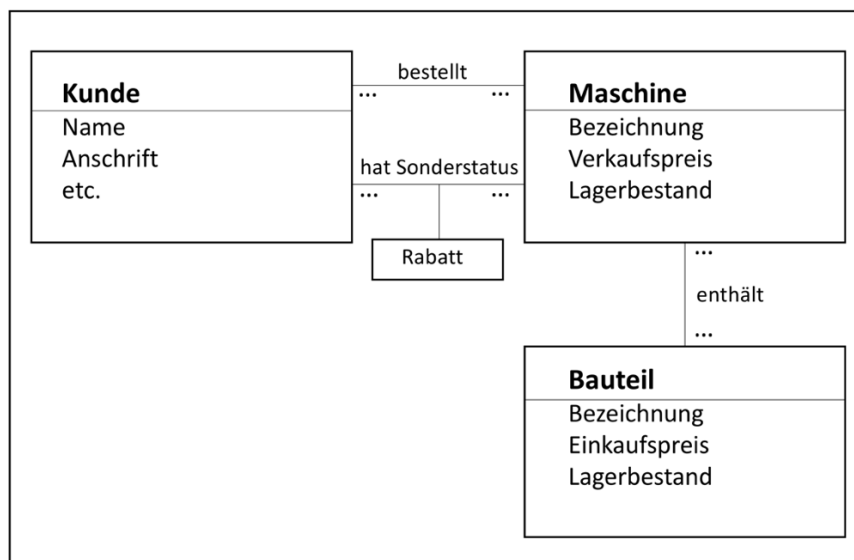 Kunde
Name
Anschrift
etc.
bestellt
... ...
hat Sonderstatus
... ...
Rabatt
Maschine
Bezeichnung
Verkaufspreis
Lagerbestand
...
enthält
...
Bauteil
Bezeichnung
Einkaufspreis
Lagerbestand